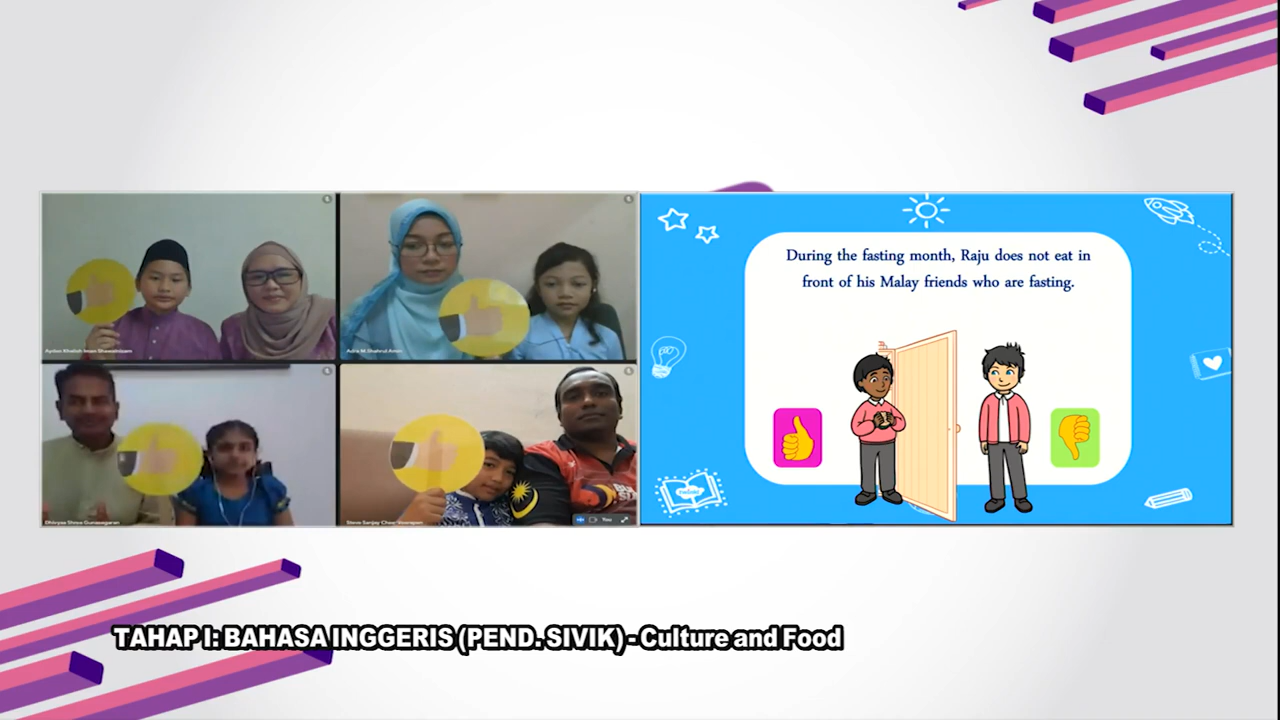 During the fasting month, Raju does not eat in
front of his Malay friends who are fasting.
You
TAHAP I: BAHASA INGGERIS (PEND. SIVIK) - Culture and Food